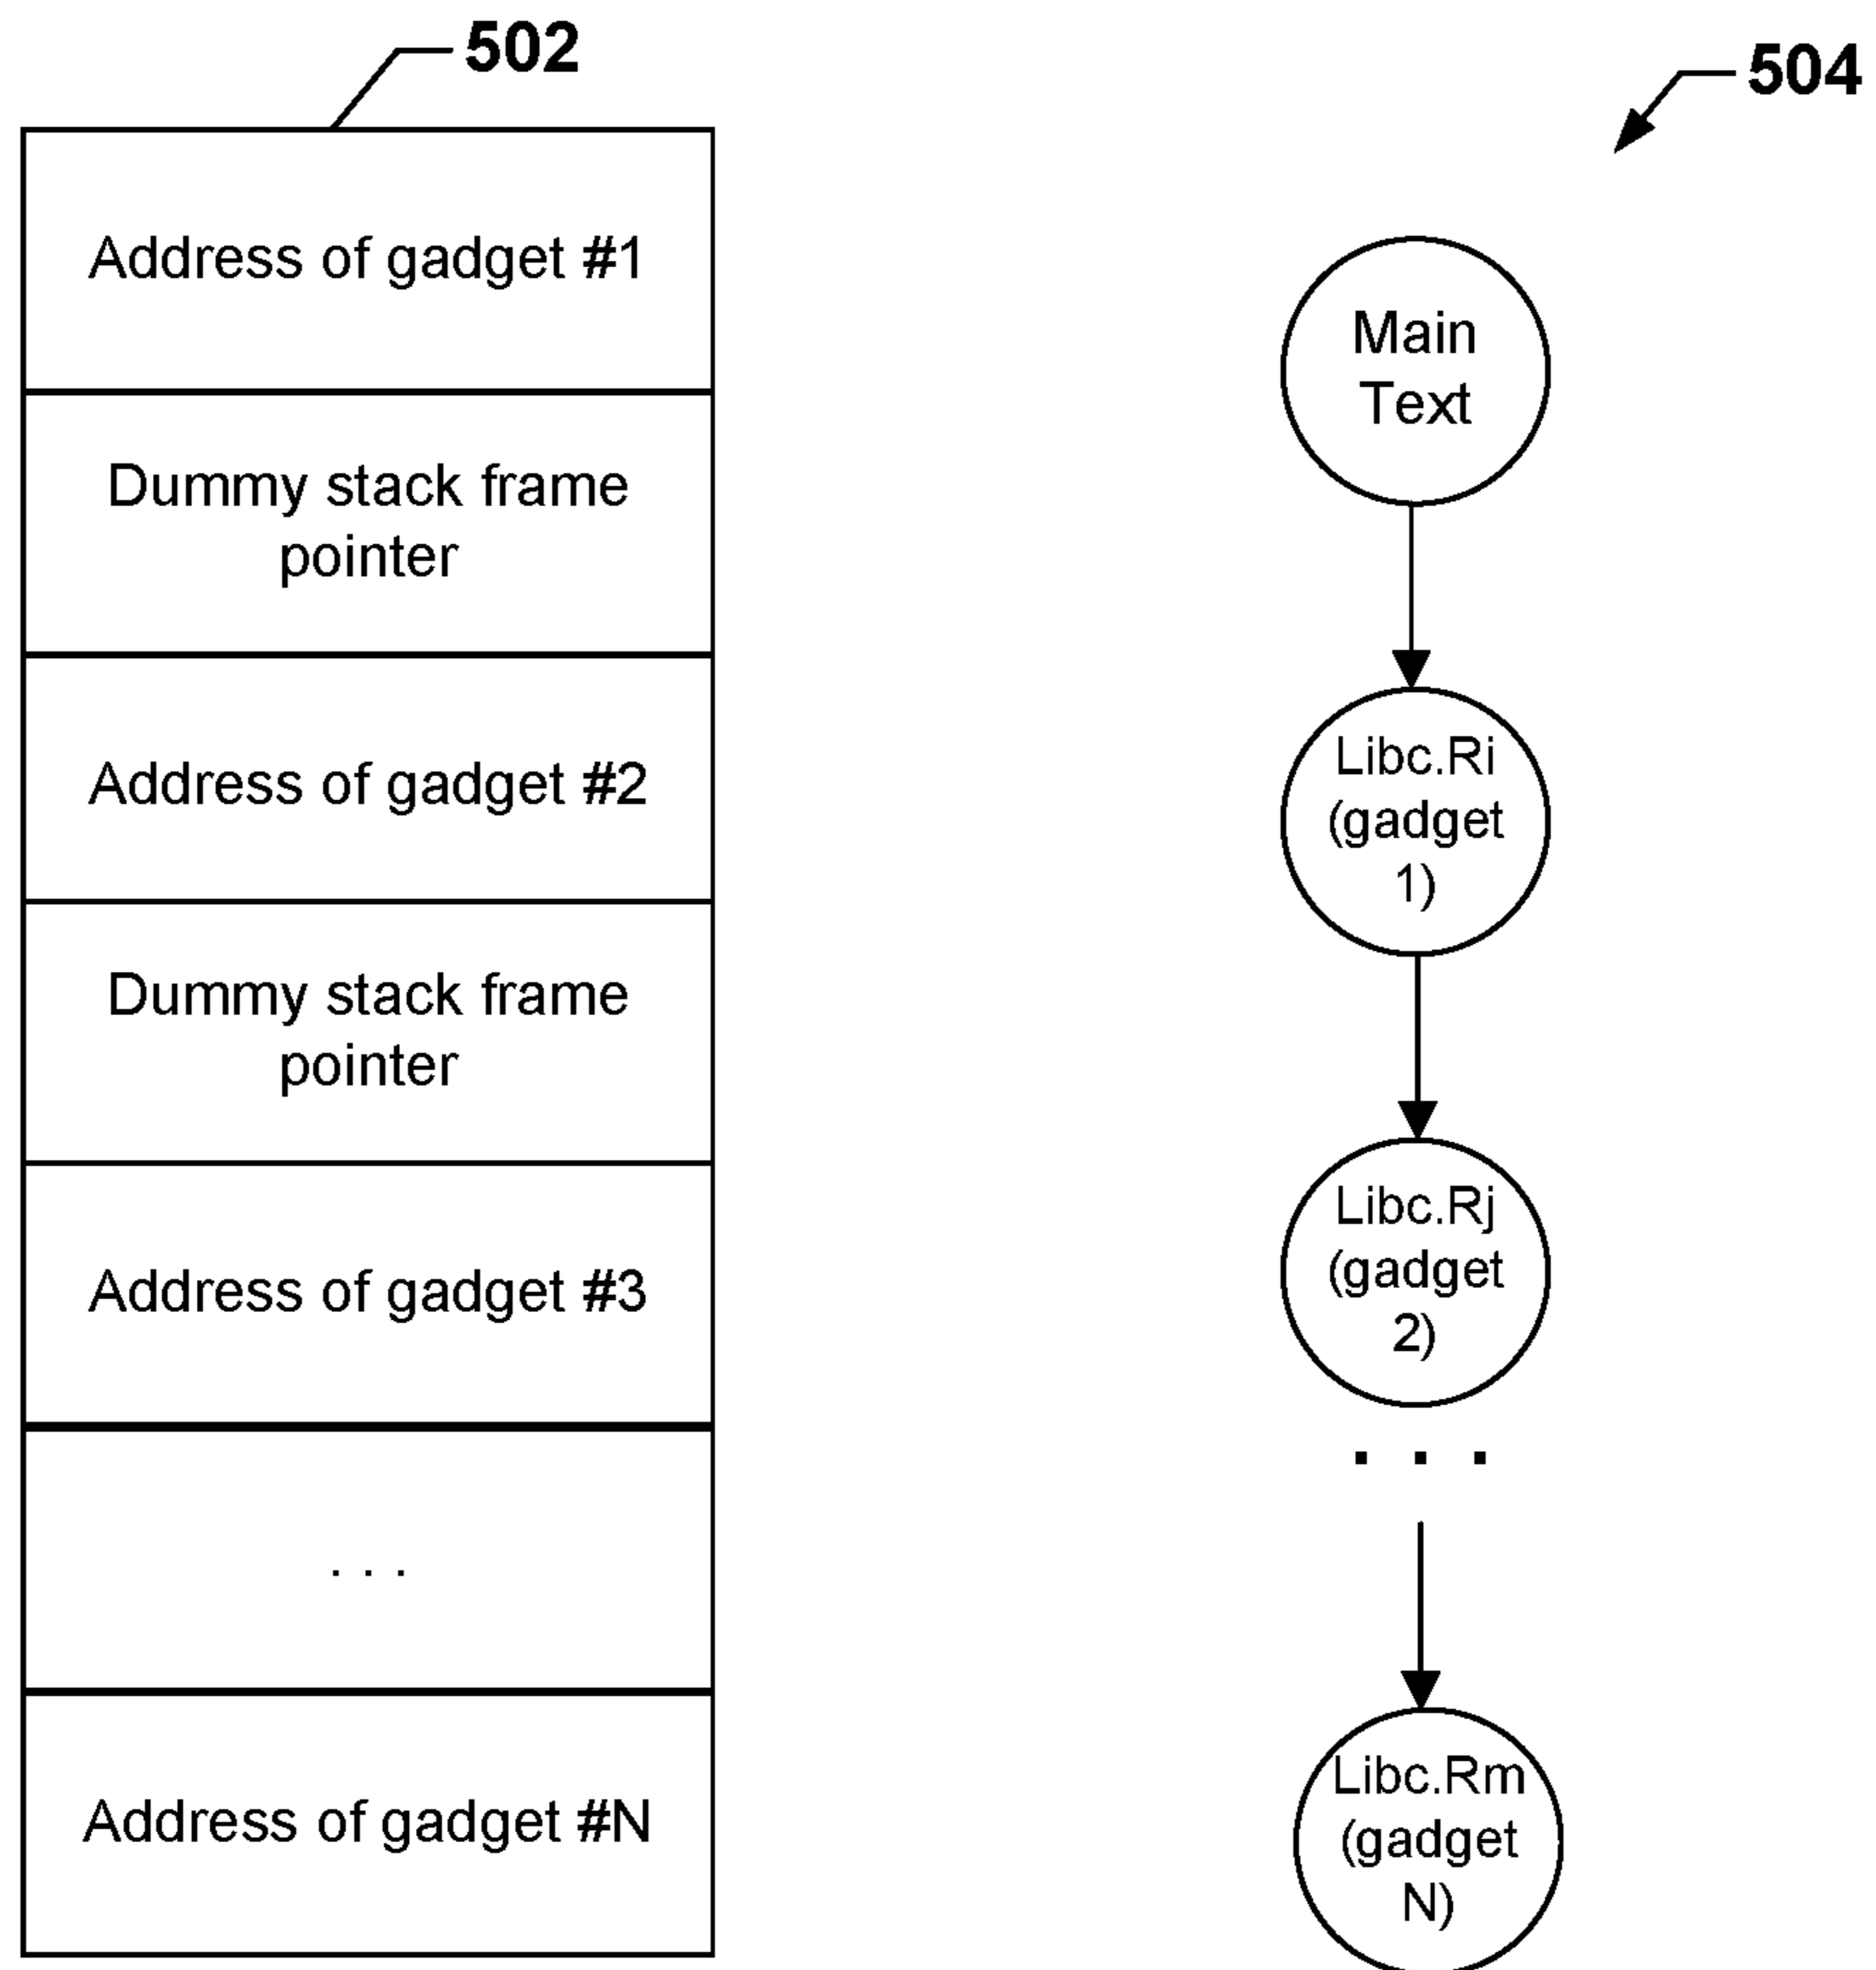 502
Address of gadget #1
Dummy stack frame
pointer
Address of gadget #2
Dummy stack frame
pointer
Address of gadget #3
. . .
Address of gadget #N
504
Main
Text
Libc.Ri
(gadget
1)
Libc.Rj
(gadget
2)
. . .
Libc.Rm
(gadget
N)